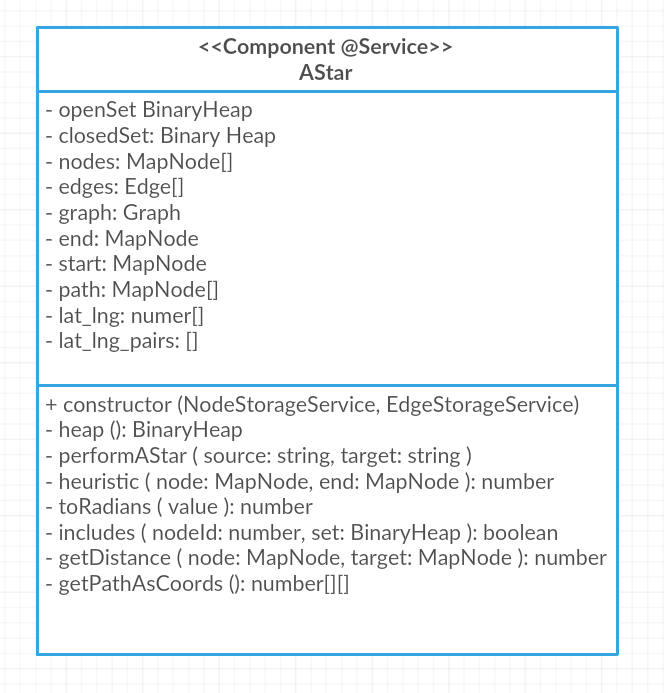 <<Component @Service>>
AStar
- openSet BinaryHeap
- closedSet: Binary Heap
- nodes: MapNode[]
- edges: Edge[]
- graph: Graph
- end: MapNode
- start: MapNode
- path: MapNode[]
- lat_lng: numer[]
- lat_lng_pairs: []
+ constructor (NodeStorageService, EdgeStorageService)
- heap (): BinaryHeap
- performAStar ( source: string, target: string )
- heuristic ( node: MapNode, end: MapNode ): number
- toRadians ( value ): number
- includes ( nodeId: number, set: BinaryHeap ): boolean
- getDistance ( node: MapNode, target: MapNode ): number
- getPathAsCoords (): number[][]